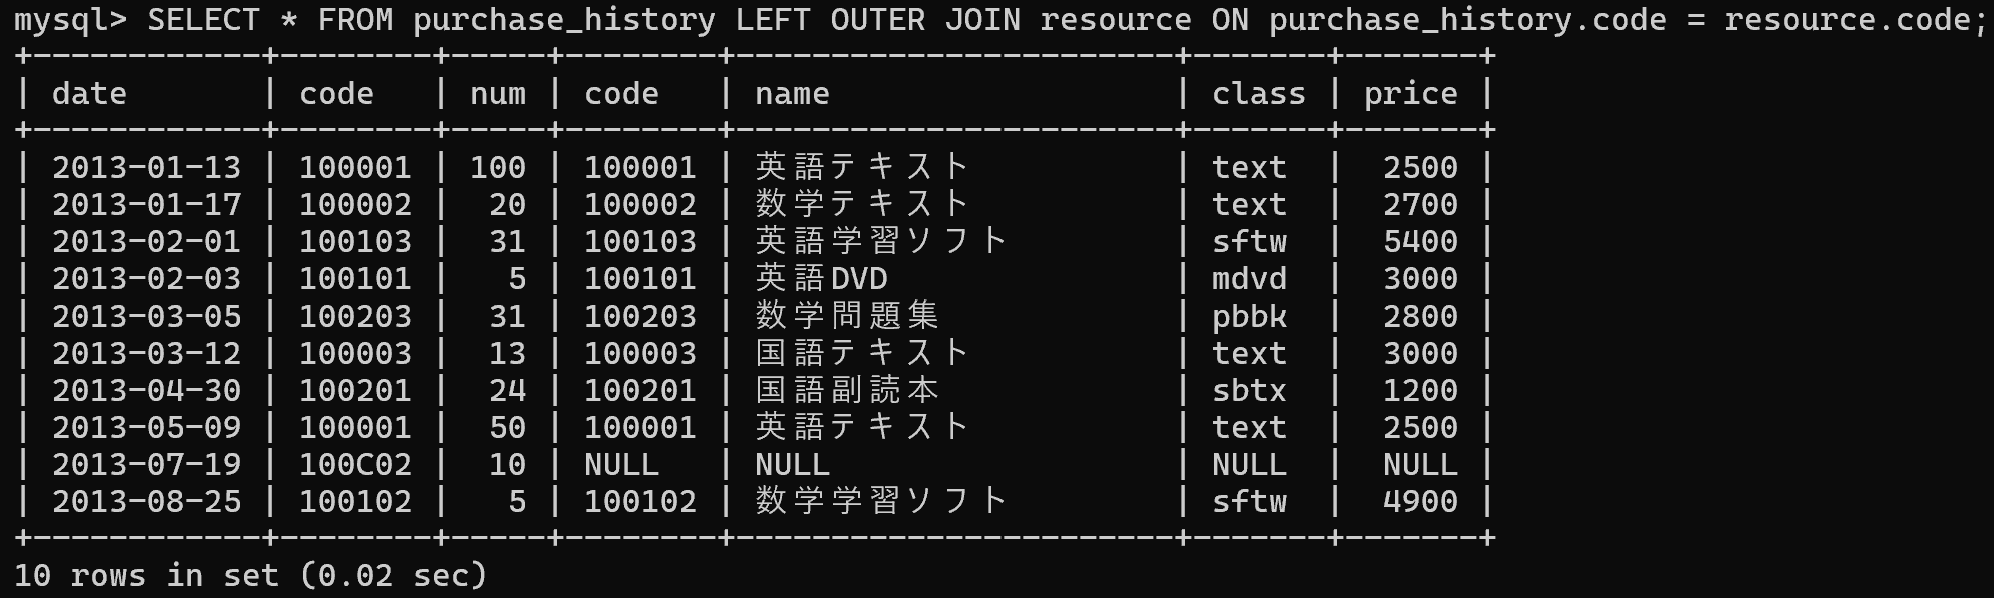 mysql> SELECT * FROM purchase_history LEFT OUTER JOIN resource ON purchase_history.code = resource.code;
+------------+--------+-----+--------+-----------------------+-------+-------+
| date       | code   | num | code   | name                  | class | price |
+------------+--------+-----+--------+-----------------------+-------+-------+
| 2013-01-13 | 100001 | 100 | 100001 | 英語テキスト          | text  |  2500 |
| 2013-01-17 | 100002 |  20 | 100002 | 数学テキスト          | text  |  2700 |
| 2013-02-01 | 100103 |  31 | 100103 | 英語学習ソフト        | sftw  |  5400 |
| 2013-02-03 | 100101 |   5 | 100101 | 英語DVD               | mdvd  |  3000 |
| 2013-03-05 | 100203 |  31 | 100203 | 数学問題集            | pbbk  |  2800 |
| 2013-03-12 | 100003 |  13 | 100003 | 国語テキスト          | text  |  3000 |
| 2013-04-30 | 100201 |  24 | 100201 | 国語副読本            | sbtx  |  1200 |
| 2013-05-09 | 100001 |  50 | 100001 | 英語テキスト          | text  |  2500 |
| 2013-07-19 | 100C02 |  10 | NULL   | NULL                  | NULL  |  NULL |
| 2013-08-25 | 100102 |   5 | 100102 | 数学学習ソフト        | sftw  |  4900 |
+------------+--------+-----+--------+-----------------------+-------+-------+
10 rows in set (0.02 sec)